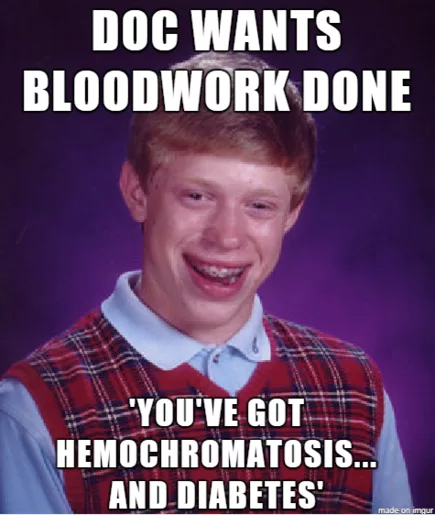 DOC WANTS
BLOODWORK DONE
'YOU'VE GOT
HEMOCHROMATOSIS...
AND DIABETES'
made on imgur